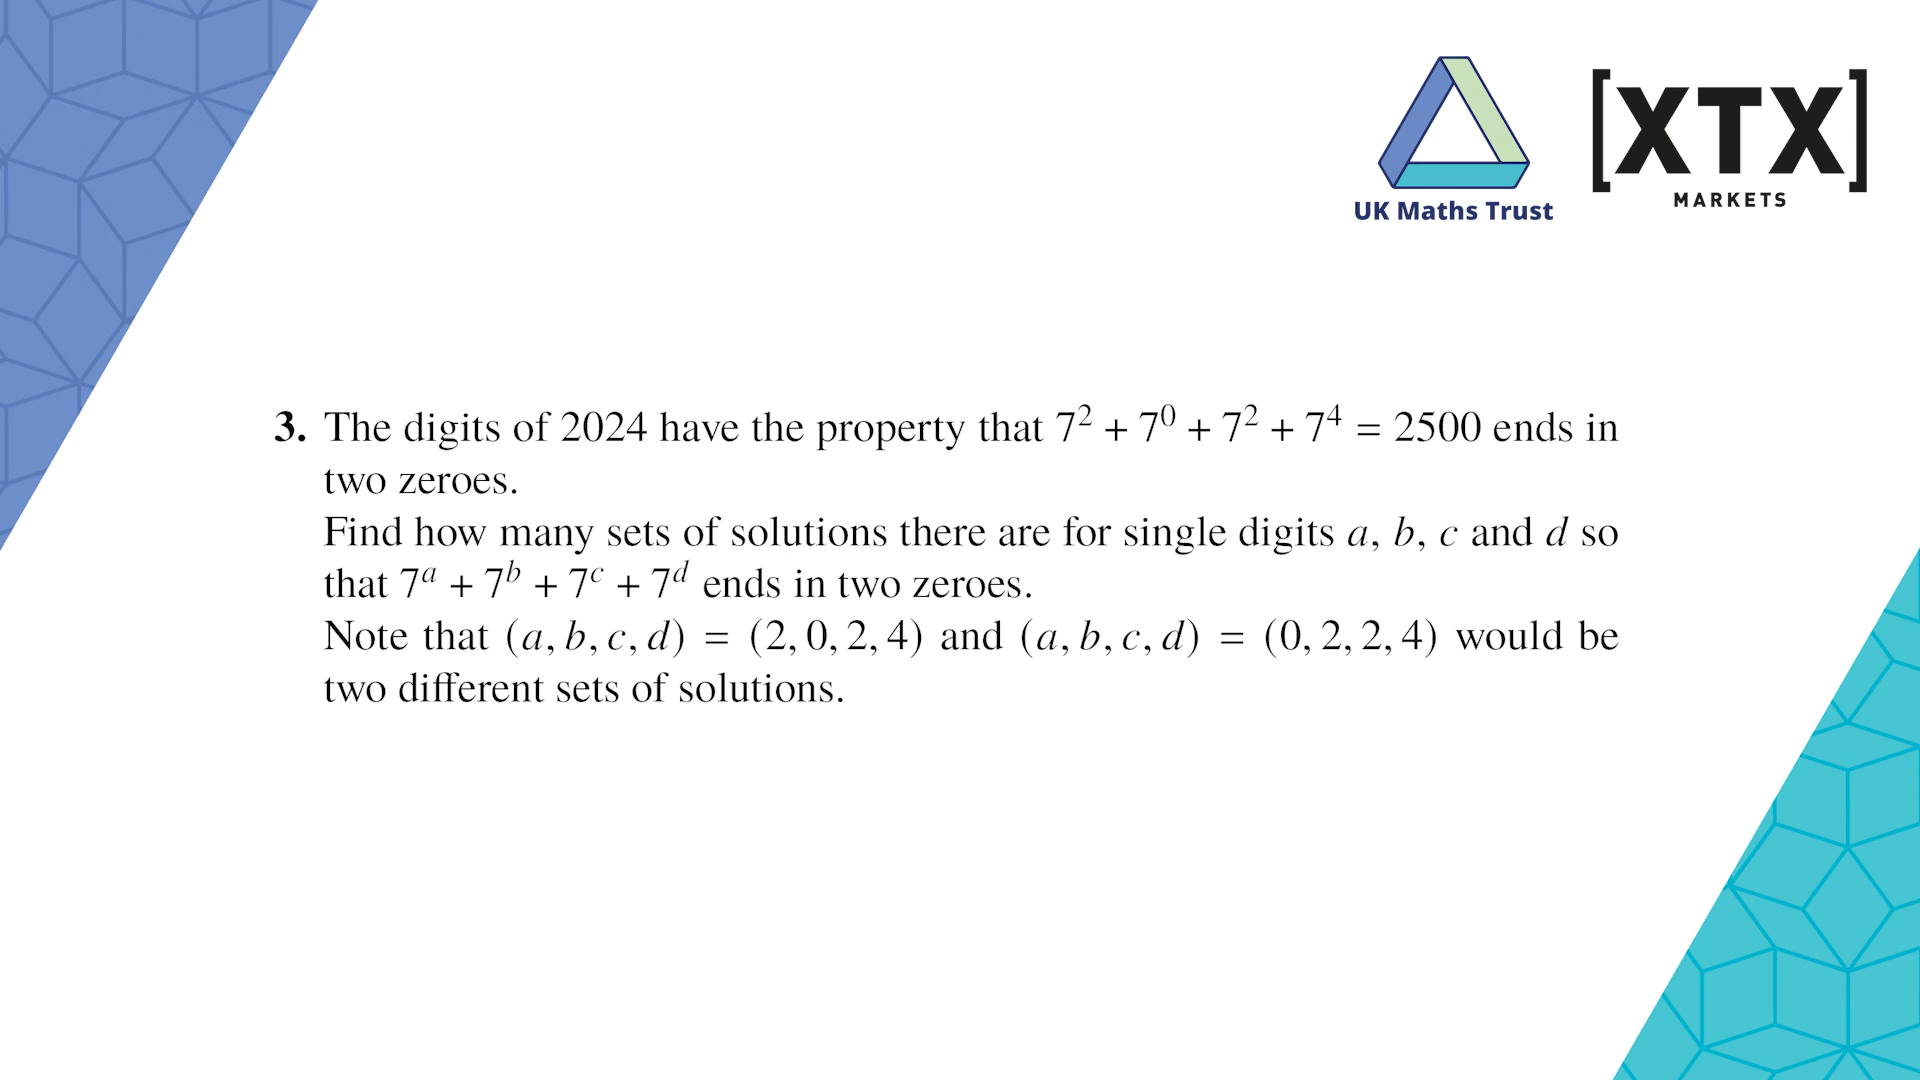 UK Maths Trust
[XTX]
MARKETS
3. The digits of 2024 have the property that 7² + 7⁰ + 7² + 7⁴ = 2500 ends in
two zeroes.
Find how many sets of solutions there are for single digits a, b, c and d so
that 7ᵃ + 7ᵇ + 7ᶜ + 7ᵈ ends in two zeroes.
Note that (a, b, c, d) = (2, 0, 2, 4) and (a, b, c, d) = (0, 2, 2, 4) would be
two different sets of solutions.